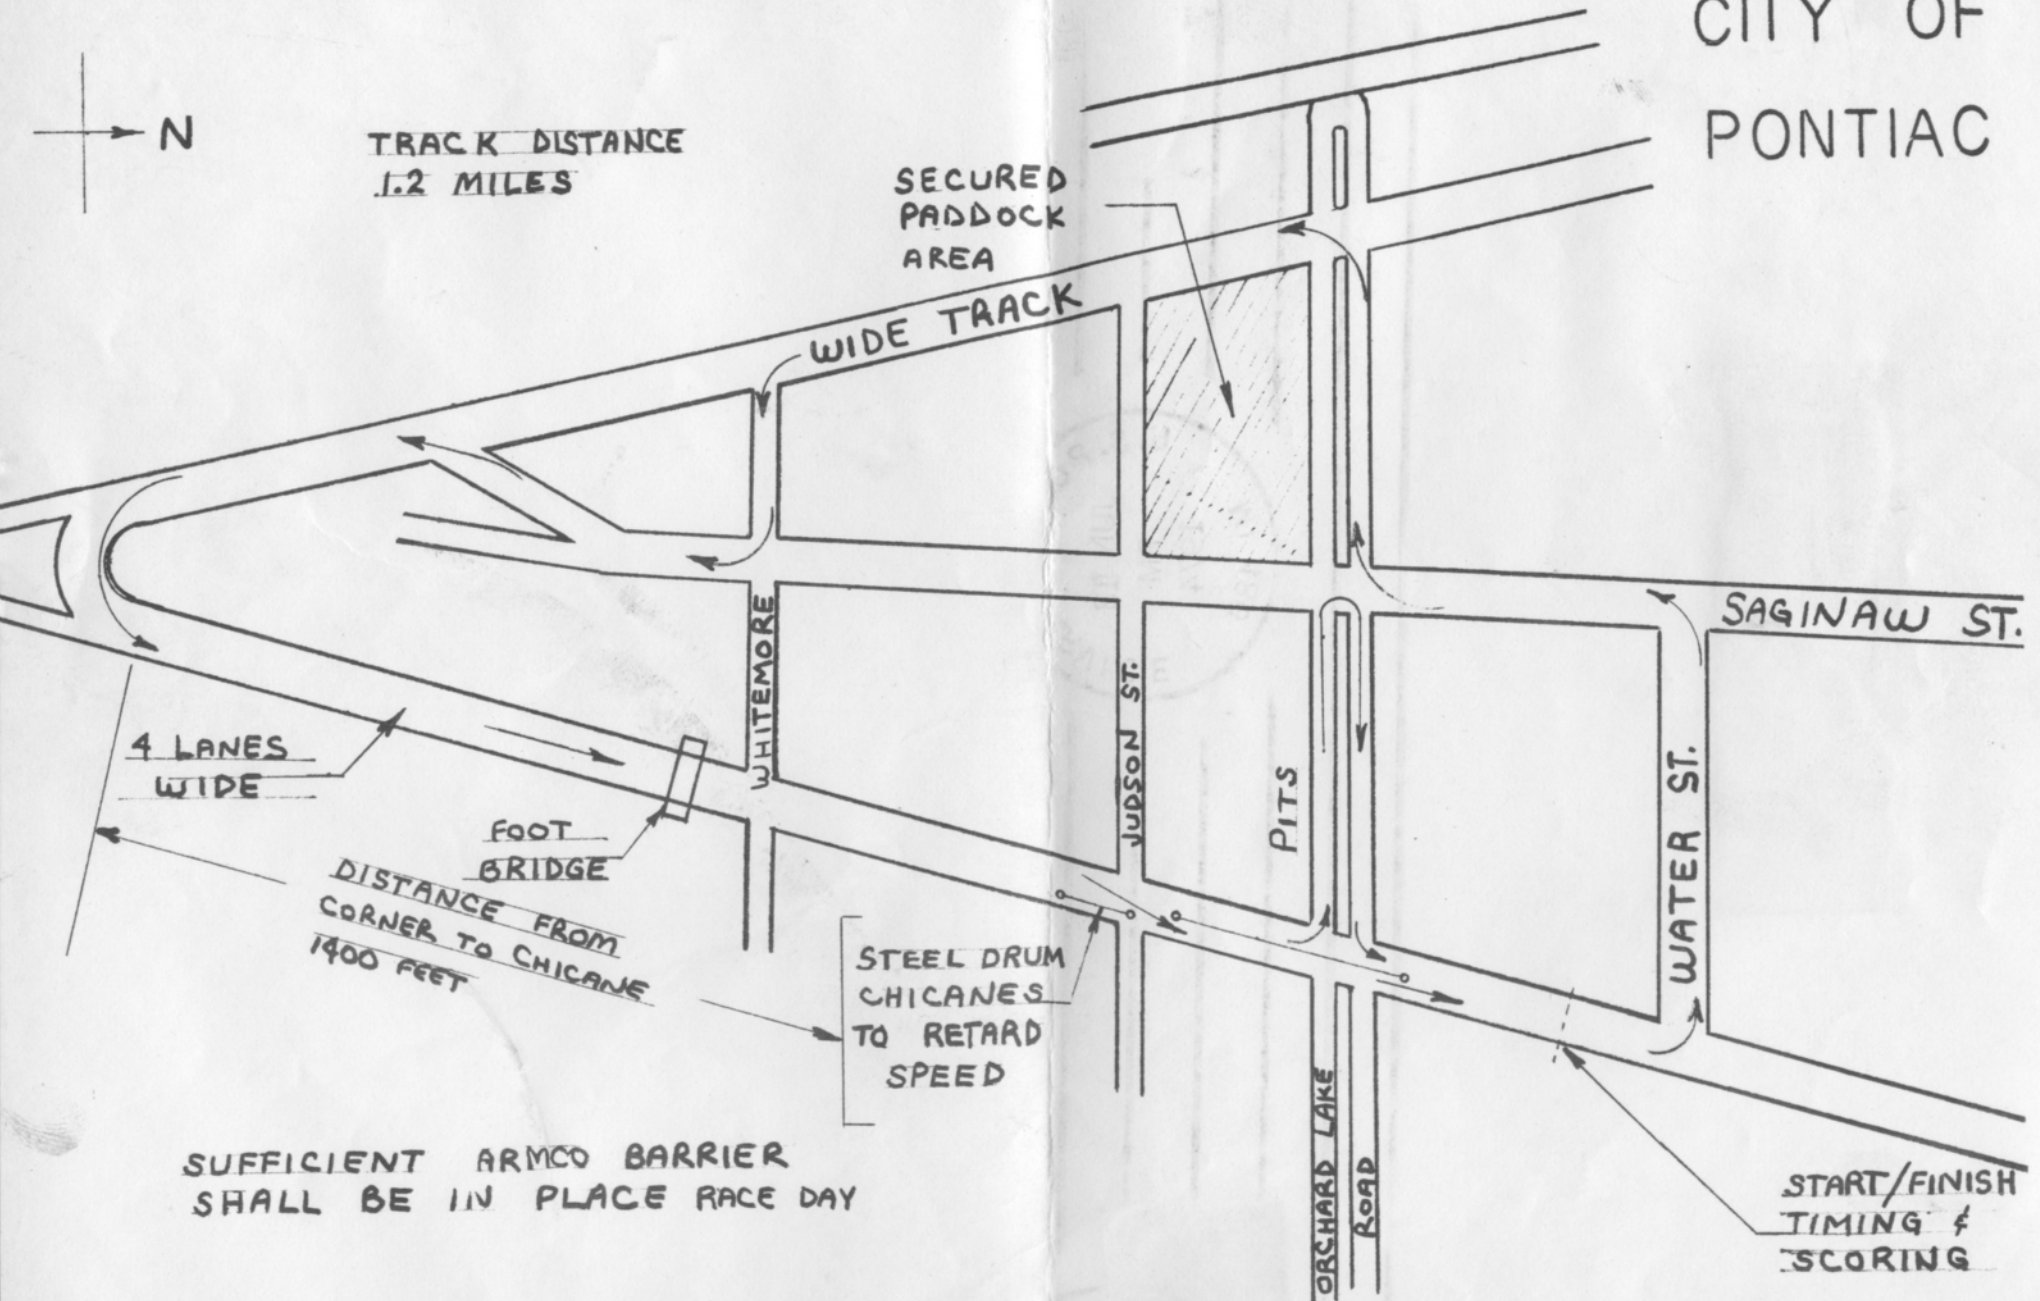 CITY OF
PONTIAC
N
TRACK DISTANCE
1.2 MILES
SECURED
PADDOCK
AREA
WIDE TRACK
SAGINAW ST.
WHITEMORE
JUDSON ST.
PITS
WATER ST.
4 LANES
WIDE
FOOT
BRIDGE
DISTANCE FROM
CORNER TO CHICANE
1400 FEET
STEEL DRUM
CHICANES
TO RETARD
SPEED
ORCHARD LAKE
ROAD
SUFFICIENT ARMCO BARRIER
SHALL BE IN PLACE RACE DAY
START/FINISH
TIMING &
SCORING